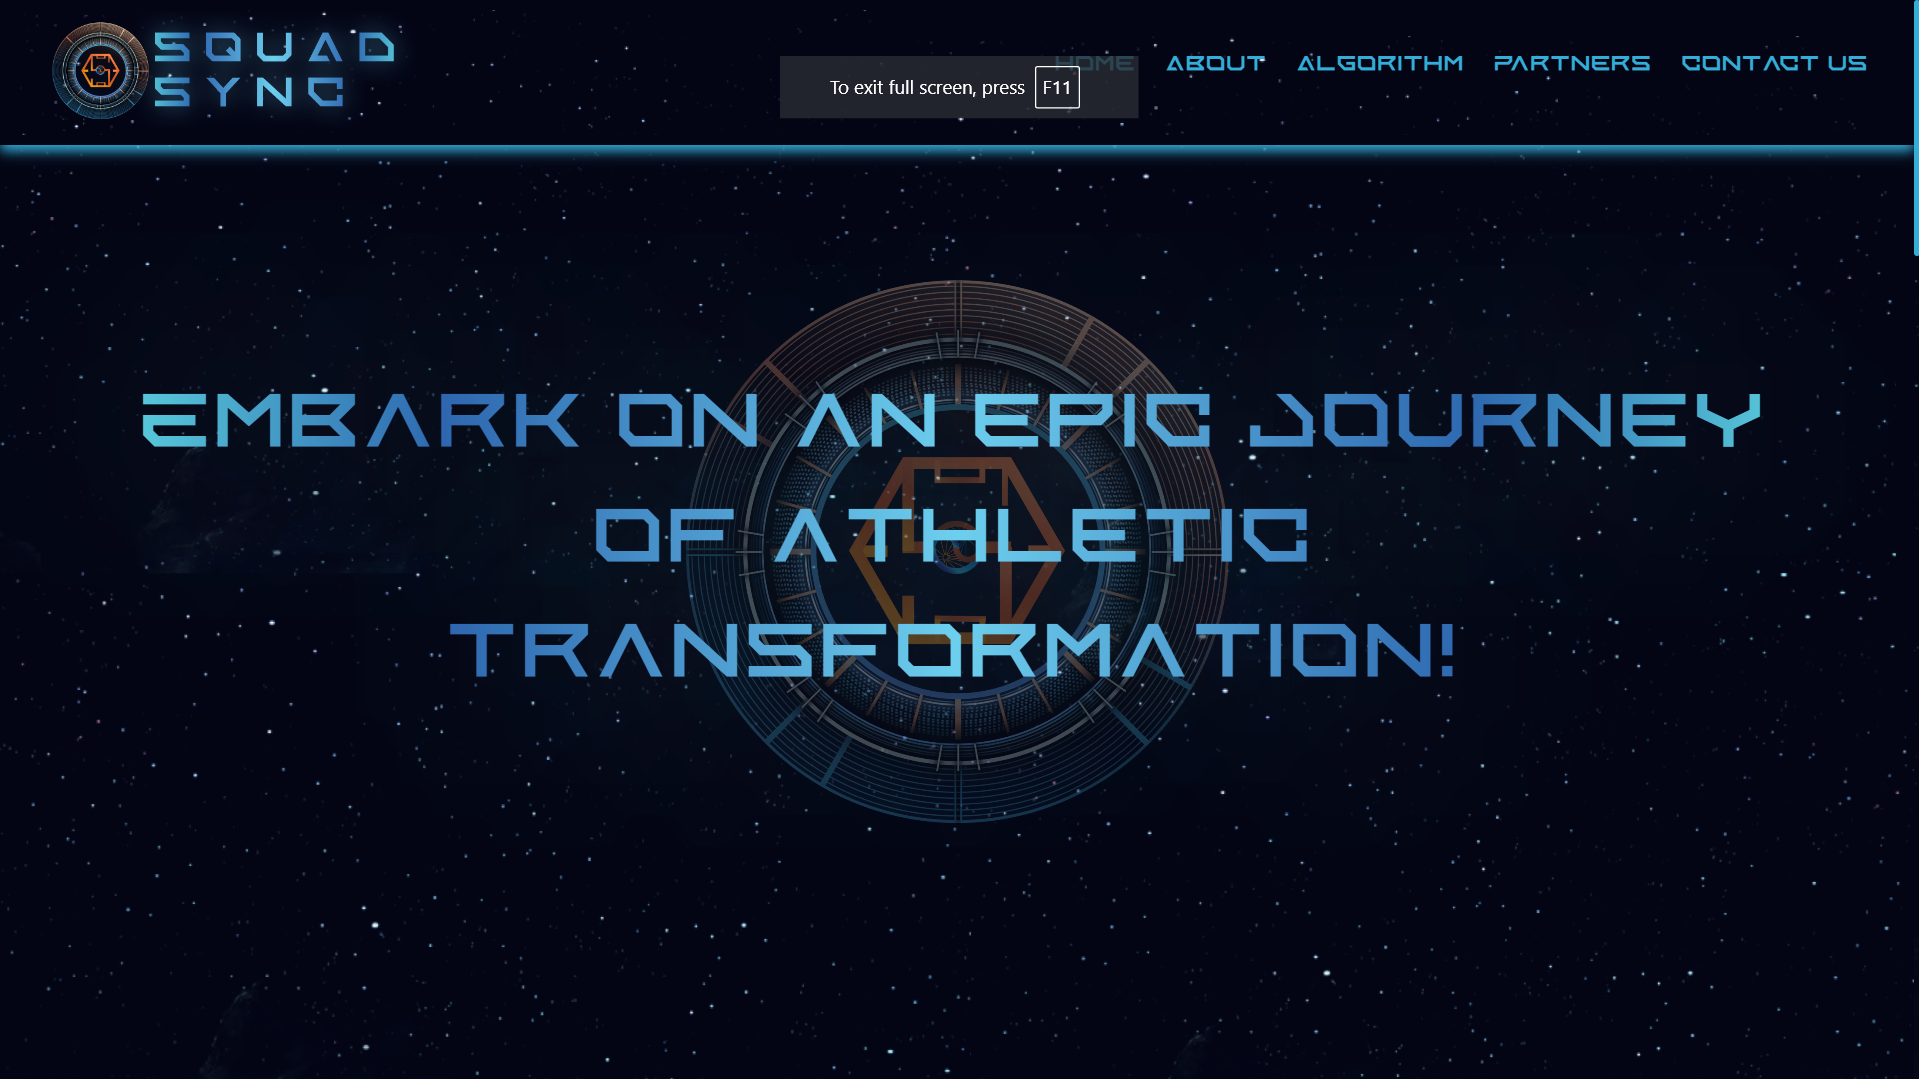 SQUAD
SYNC
HOME
ABOUT
ALGORITHM
PARTNERS
CONTACT US
To exit full screen, press F11
EMBARK ON AN EPIC JOURNEY
OF ATHLETIC
TRANSFORMATION!